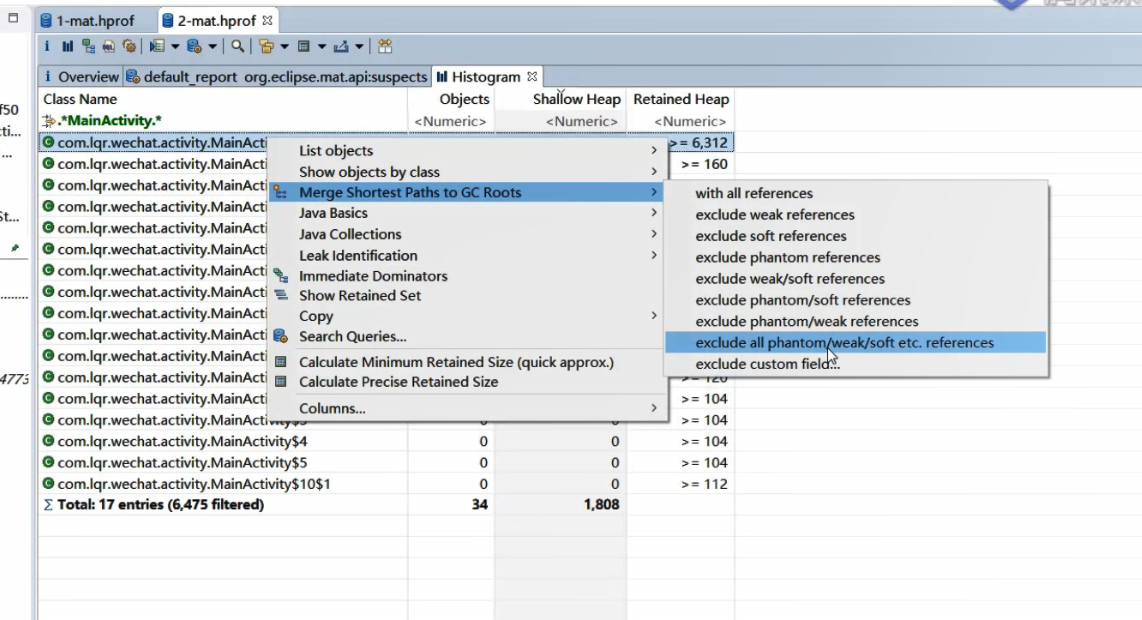 1-mat.hprof
2-mat.hprof
i Overview
default_report org.eclipse.mat.api:suspects
Histogram
Class Name Objects Shallow Heap Retained Heap
.*MainActivity.* <Numeric> <Numeric> <Numeric>
com.lqr.wechat.activity.MainActi >= 6,312
com.lqr.wechat.activity.MainActi >= 160
com.lqr.wechat.activity.MainActi
com.lqr.wechat.activity.MainActi
com.lqr.wechat.activity.MainActi
com.lqr.wechat.activity.MainActi
com.lqr.wechat.activity.MainActi
com.lqr.wechat.activity.MainActi
com.lqr.wechat.activity.MainActi
com.lqr.wechat.activity.MainActi
com.lqr.wechat.activity.MainActi
com.lqr.wechat.activity.MainActi >= 120
com.lqr.wechat.activity.MainActi >= 104
com.lqr.wechat.activity.MainActivity$3 0 0 >= 104
com.lqr.wechat.activity.MainActivity$4 0 0 >= 104
com.lqr.wechat.activity.MainActivity$5 0 0 >= 104
com.lqr.wechat.activity.MainActivity$10$1 0 0 >= 112
Σ Total: 17 entries (6,475 filtered) 34 1,808
List objects
Show objects by class
Merge Shortest Paths to GC Roots
Java Basics
Java Collections
Leak Identification
Immediate Dominators
Show Retained Set
Copy
Search Queries...
Calculate Minimum Retained Size (quick approx.)
Calculate Precise Retained Size
Columns...
with all references
exclude weak references
exclude soft references
exclude phantom references
exclude weak/soft references
exclude phantom/soft references
exclude phantom/weak references
exclude all phantom/weak/soft etc. references
exclude custom field...
f50
cti...
...
St...
4773